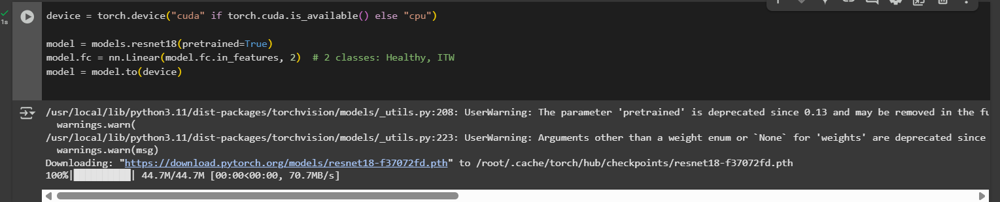 1s
device = torch.device("cuda" if torch.cuda.is_available() else "cpu")
model = models.resnet18(pretrained=True)
model.fc = nn.Linear(model.fc.in_features, 2)  # 2 classes: Healthy, ITW
model = model.to(device)
/usr/local/lib/python3.11/dist-packages/torchvision/models/_utils.py:208: UserWarning: The parameter 'pretrained' is deprecated since 0.13 and may be removed in the fu
  warnings.warn(
/usr/local/lib/python3.11/dist-packages/torchvision/models/_utils.py:223: UserWarning: Arguments other than a weight enum or `None` for 'weights' are deprecated since
  warnings.warn(msg)
Downloading: "https://download.pytorch.org/models/resnet18-f37072fd.pth" to /root/.cache/torch/hub/checkpoints/resnet18-f37072fd.pth
100%|██████████| 44.7M/44.7M [00:00<00:00, 70.7MB/s]